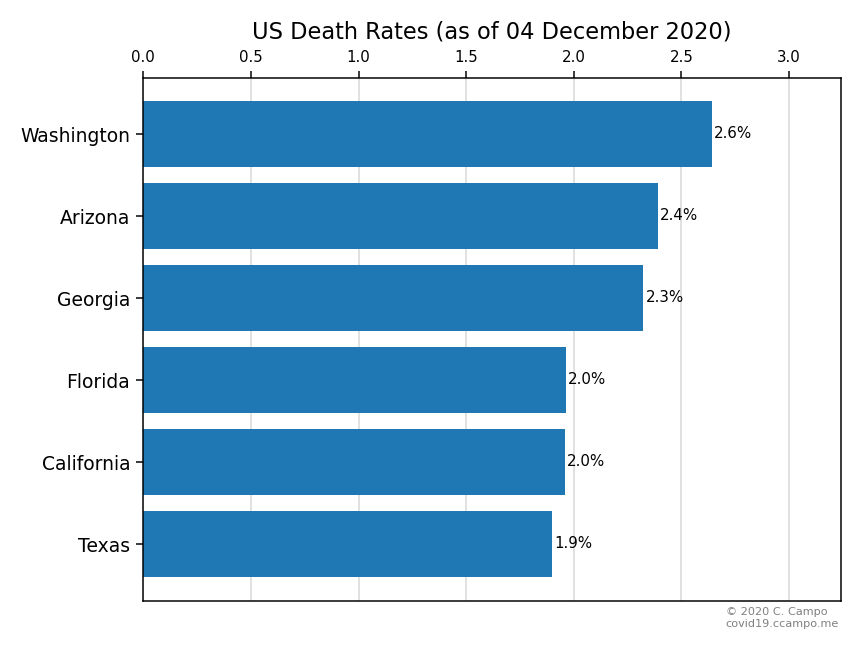 US Death Rates (as of 04 December 2020)
0.0 0.5 1.0 1.5 2.0 2.5 3.0
Washington 2.6%
Arizona 2.4%
Georgia 2.3%
Florida 2.0%
California 2.0%
Texas 1.9%
© 2020 C. Campo
covid19.ccampo.me